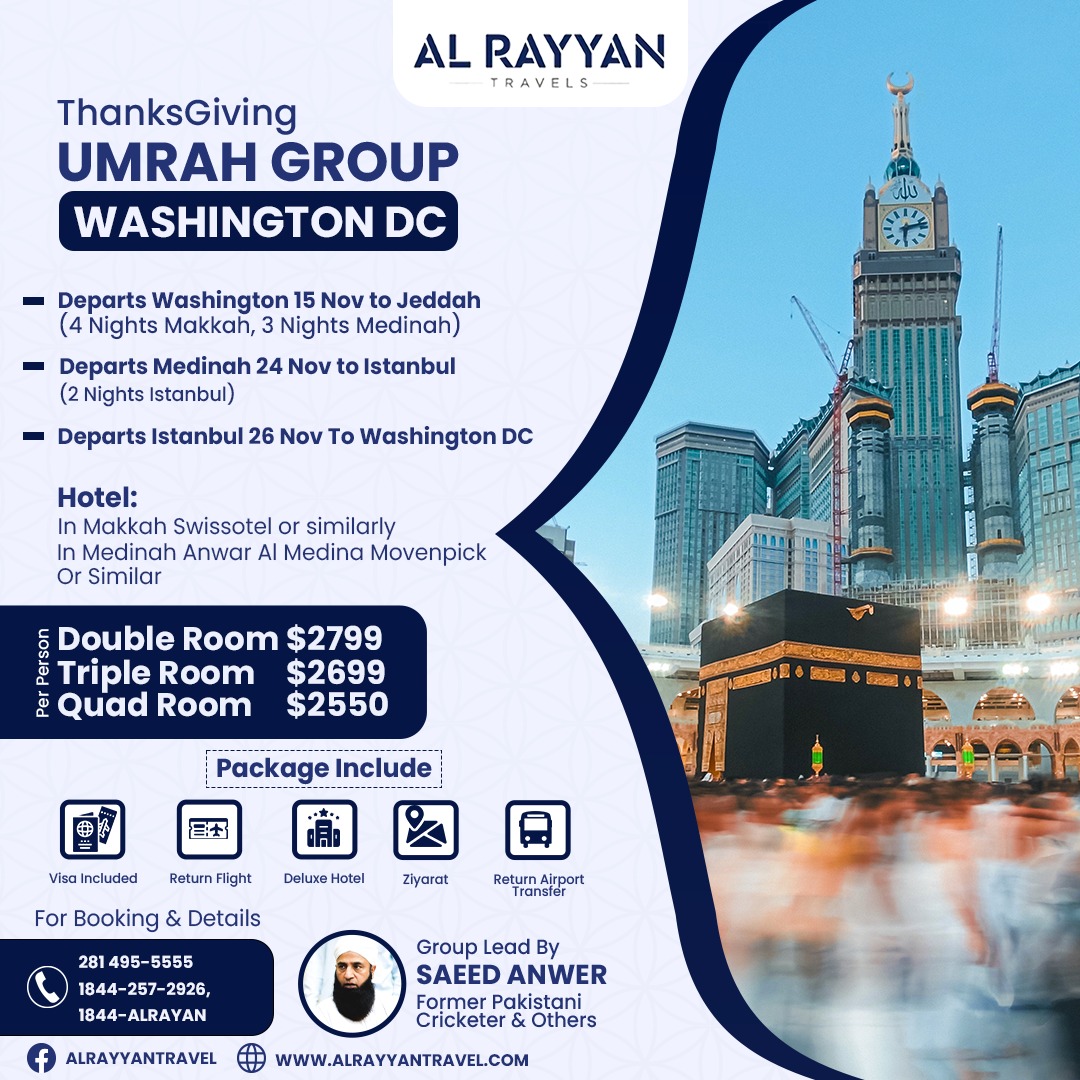 AL RAYYAN
TRAVELS
ThanksGiving
UMRAH GROUP
WASHINGTON DC
Departs Washington 15 Nov to Jeddah
(4 Nights Makkah, 3 Nights Medinah)
Departs Medinah 24 Nov to Istanbul
(2 Nights Istanbul)
Departs Istanbul 26 Nov To Washington DC
Hotel:
In Makkah Swissotel or similarly
In Medinah Anwar Al Medina Movenpick
Or Similar
Per Person
Double Room $2799
Triple Room $2699
Quad Room $2550
Package Include
Visa Included
Return Flight
Deluxe Hotel
Ziyarat
Return Airport
Transfer
For Booking & Details
281 495-5555
1844-257-2926,
1844-ALRAYAN
Group Lead By
SAEED ANWER
Former Pakistani
Cricketer & Others
ALRAYYANTRAVEL
WWW.ALRAYYANTRAVEL.COM
الله